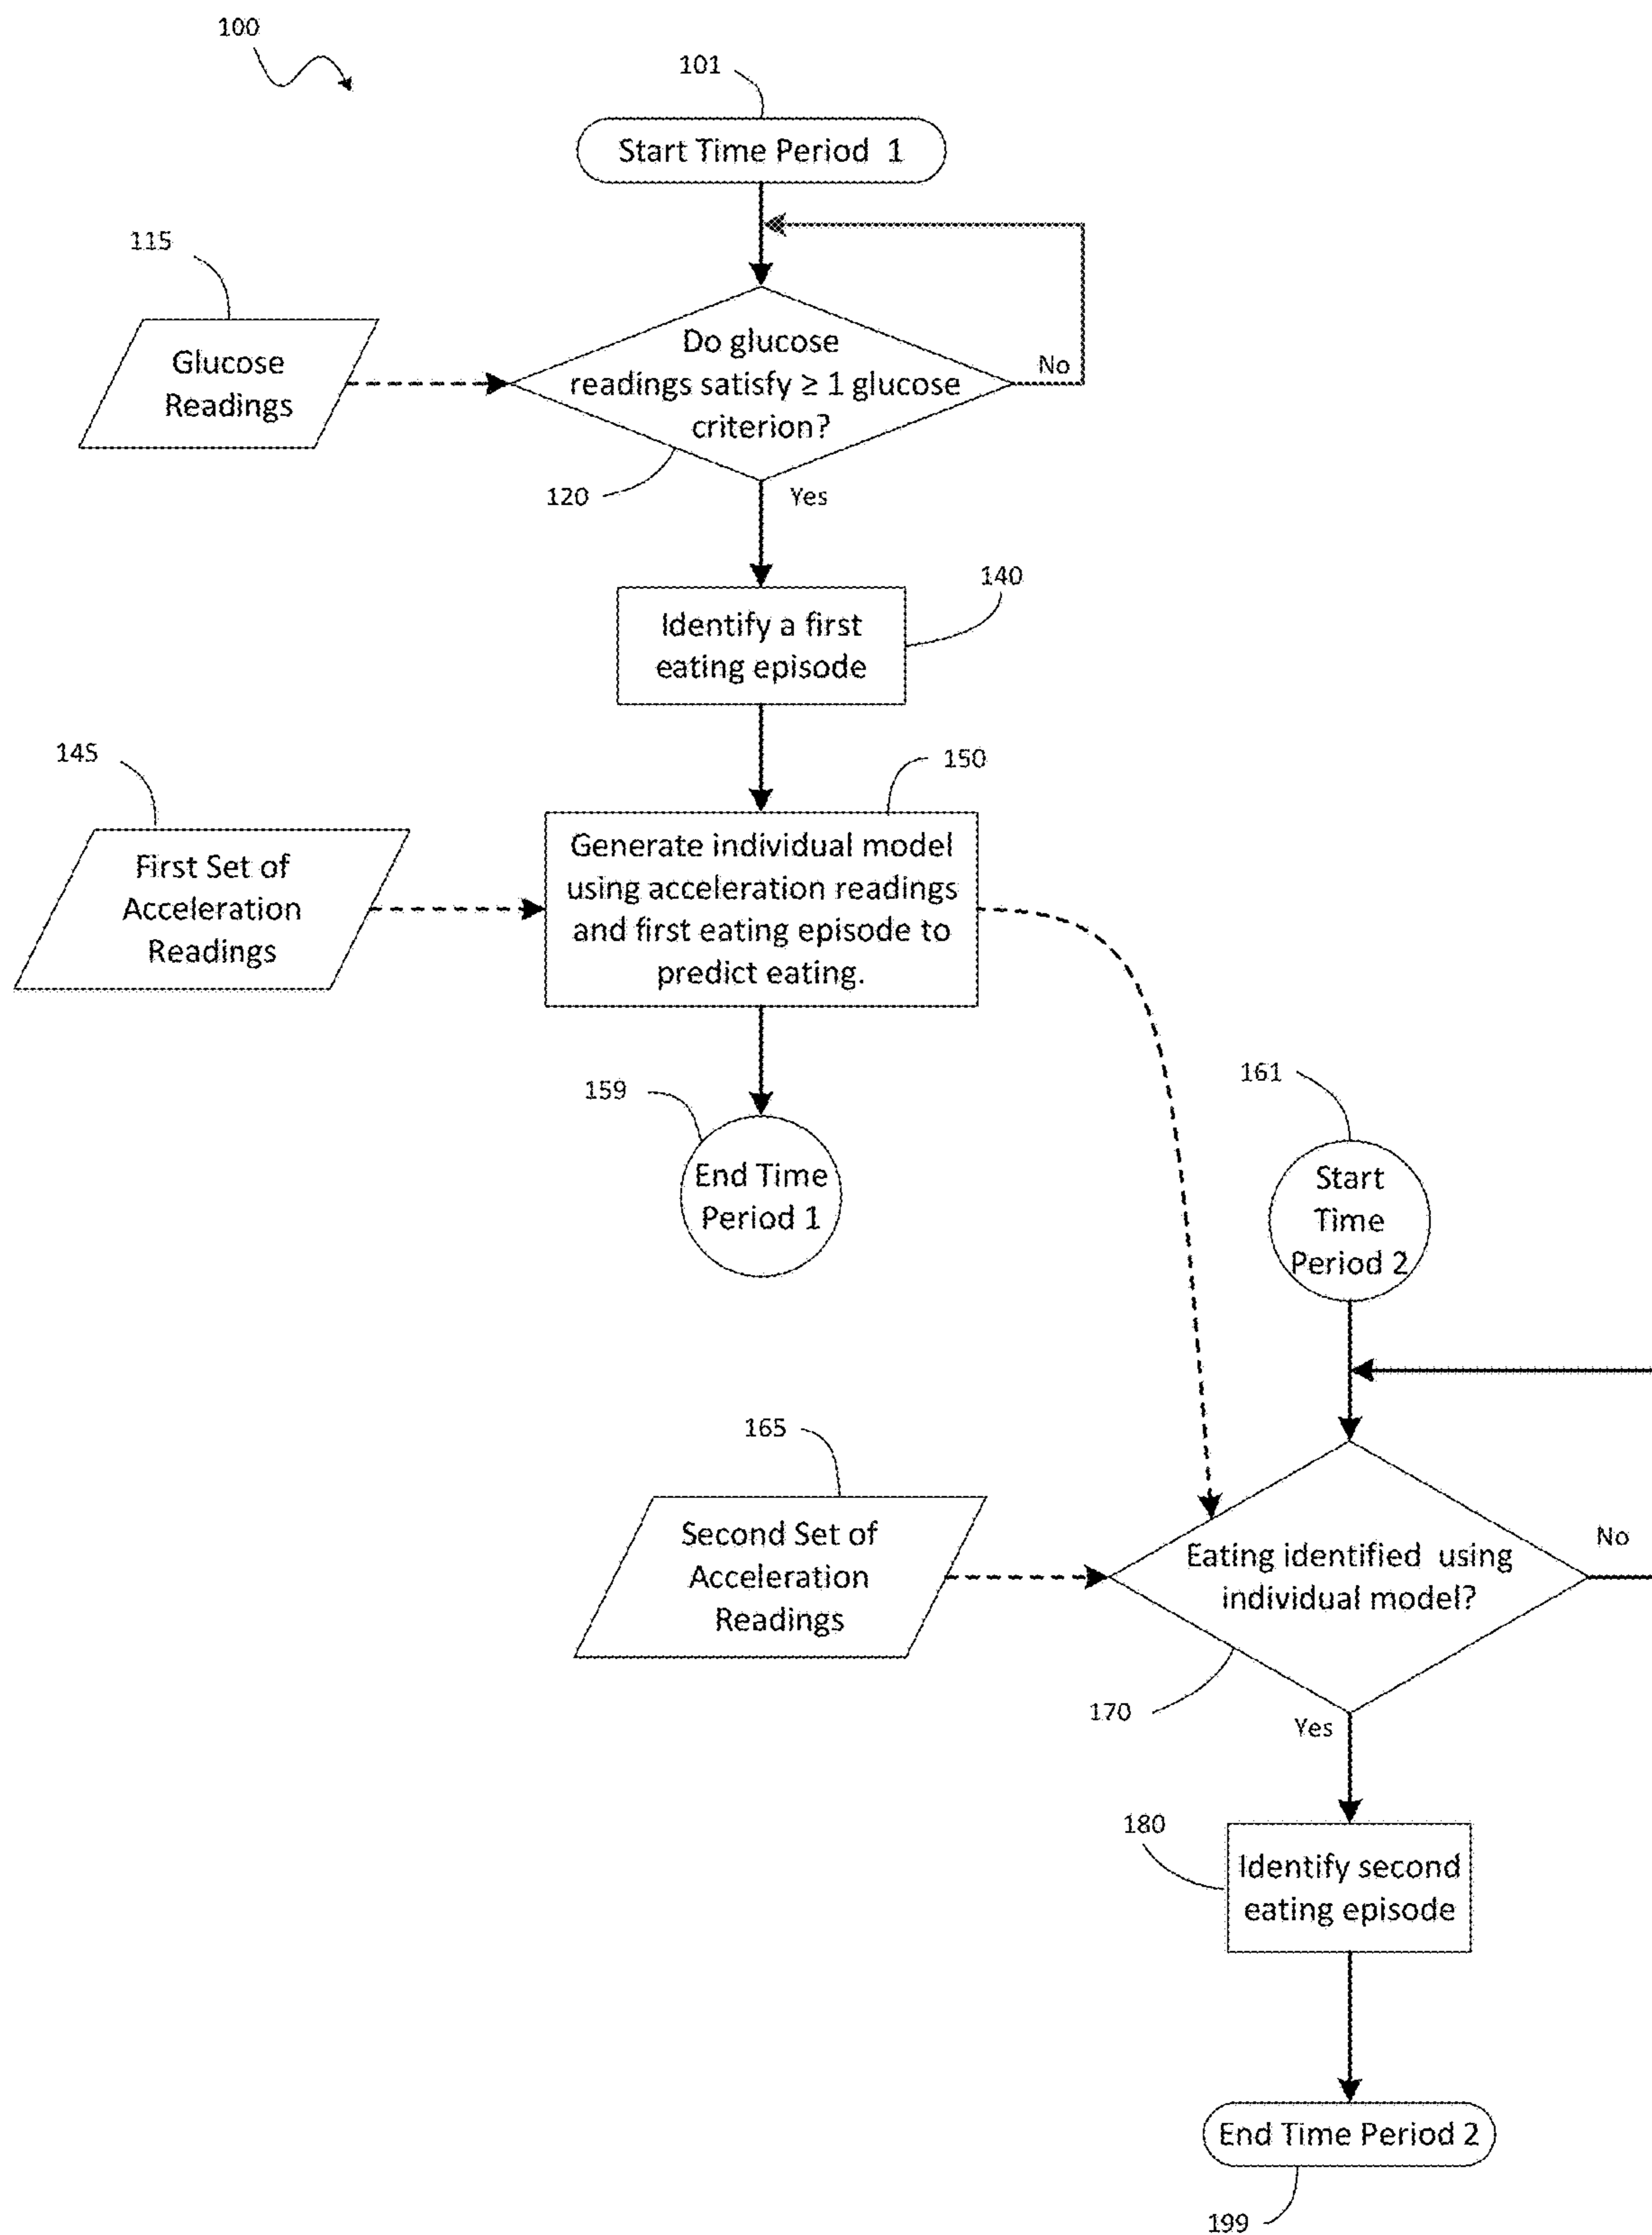 100
101
Start Time Period 1
115
Glucose
Readings
Do glucose
readings satisfy ≥ 1 glucose
criterion?
No
120
Yes
140
Identify a first
eating episode
145
First Set of
Acceleration
Readings
150
Generate individual model
using acceleration readings
and first eating episode to
predict eating.
159
End Time
Period 1
161
Start
Time
Period 2
165
Second Set of
Acceleration
Readings
Eating identified using
individual model?
No
170
Yes
180
Identify second
eating episode
End Time Period 2
199